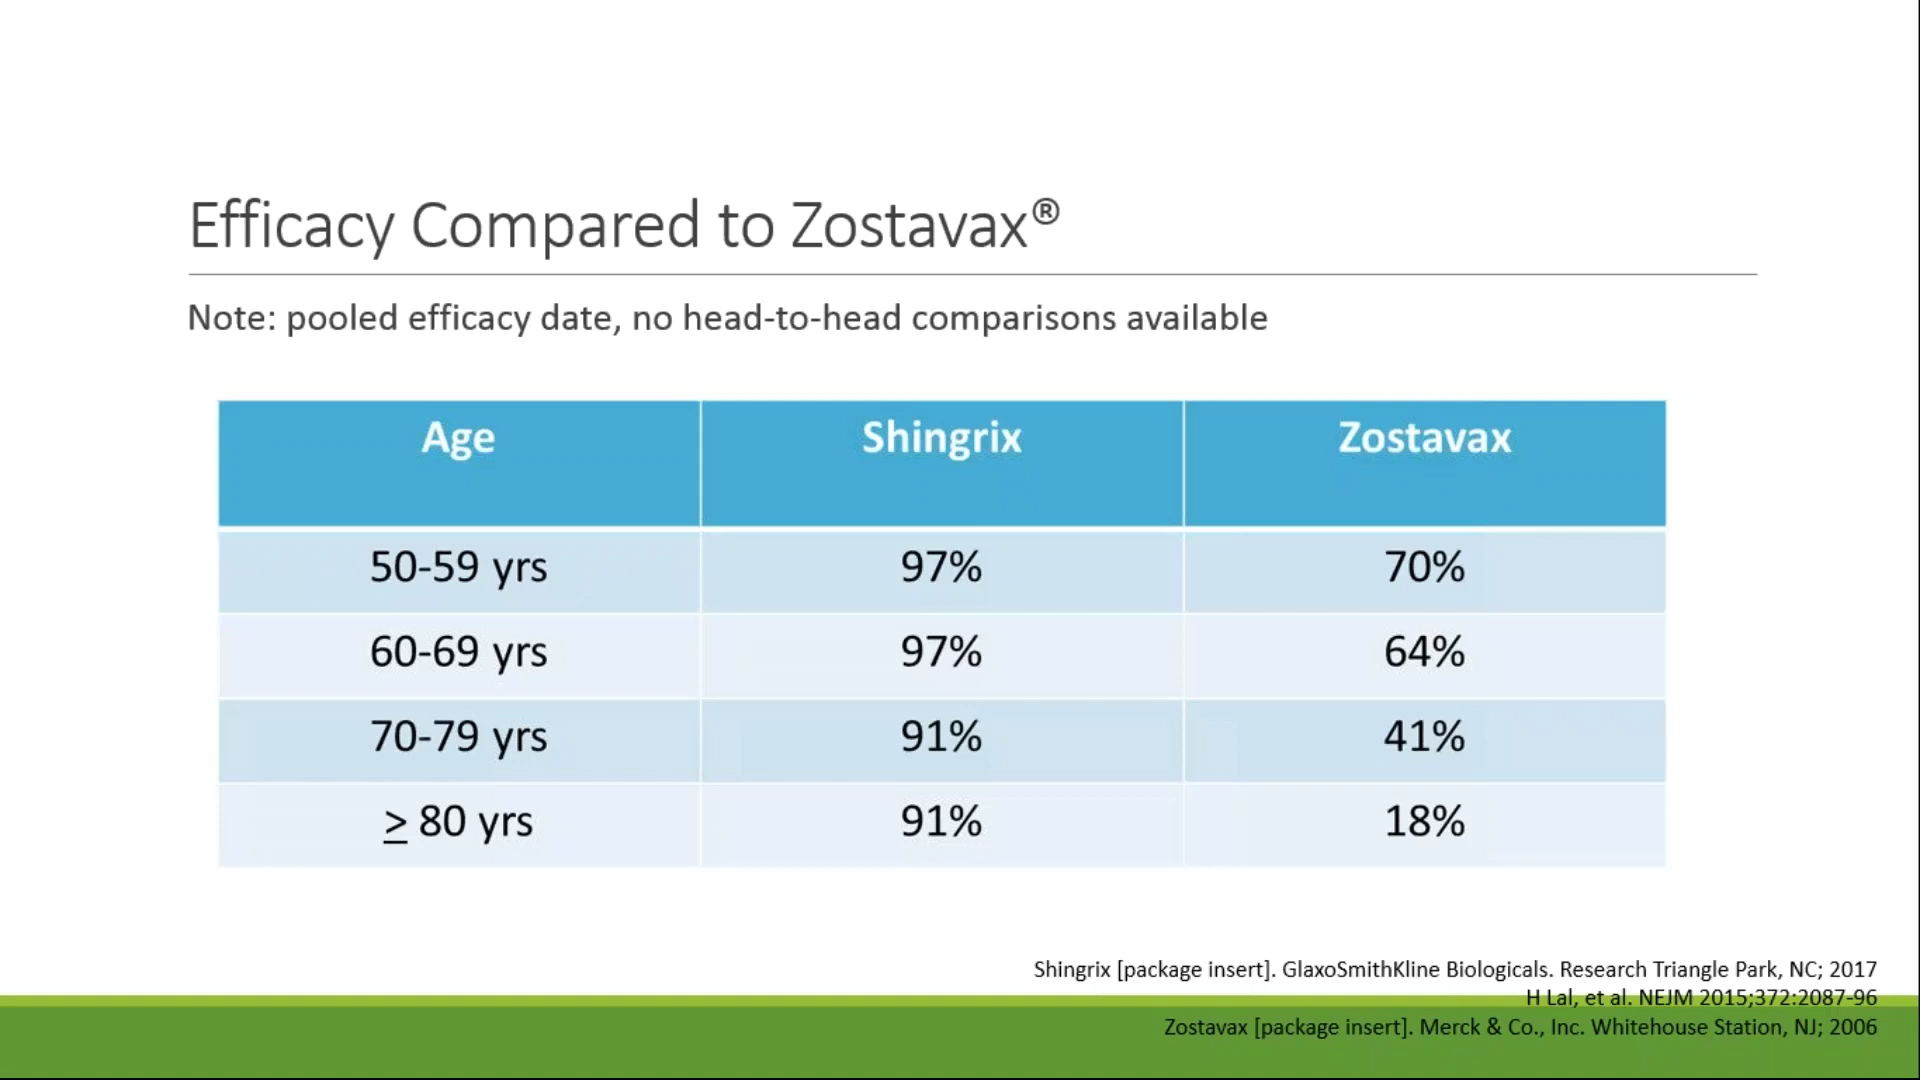 Efficacy Compared to Zostavax®
Note: pooled efficacy date, no head-to-head comparisons available
Age Shingrix Zostavax
50-59 yrs 97% 70%
60-69 yrs 97% 64%
70-79 yrs 91% 41%
≥ 80 yrs 91% 18%
Shingrix [package insert]. GlaxoSmithKline Biologicals. Research Triangle Park, NC; 2017
H Lal, et al. NEJM 2015;372:2087-96
Zostavax [package insert]. Merck & Co., Inc. Whitehouse Station, NJ; 2006